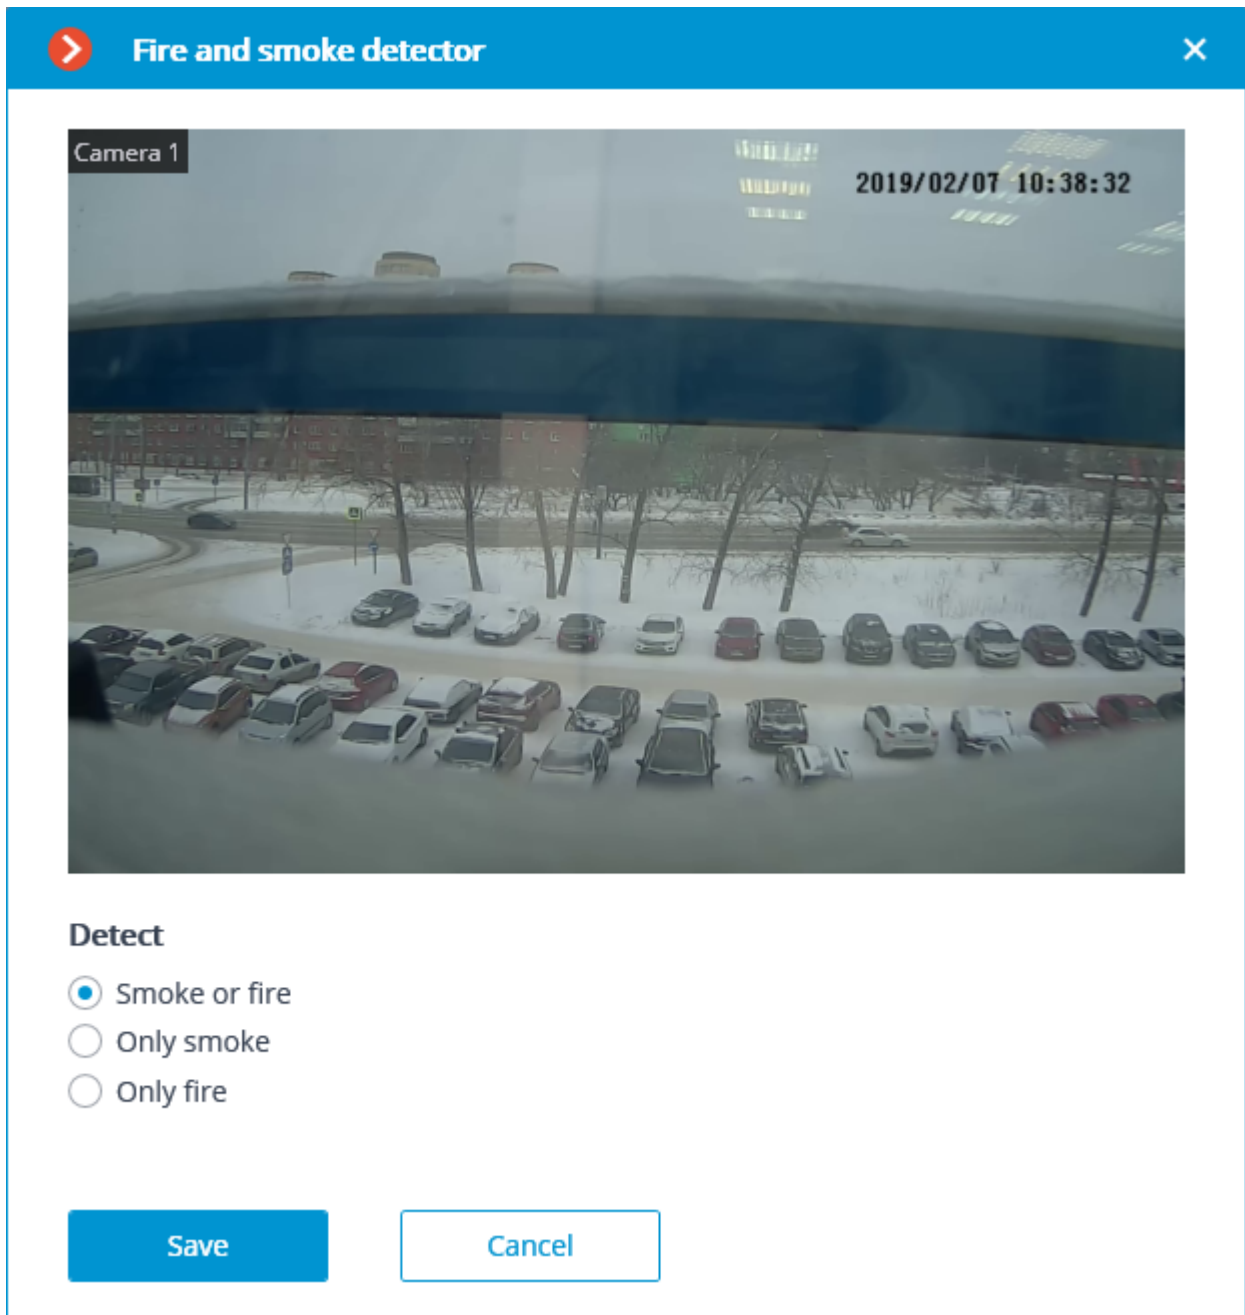 Fire and smoke detector
Camera 1
2019/02/07 10:38:32
Detect
Smoke or fire
Only smoke
Only fire
Save
Cancel